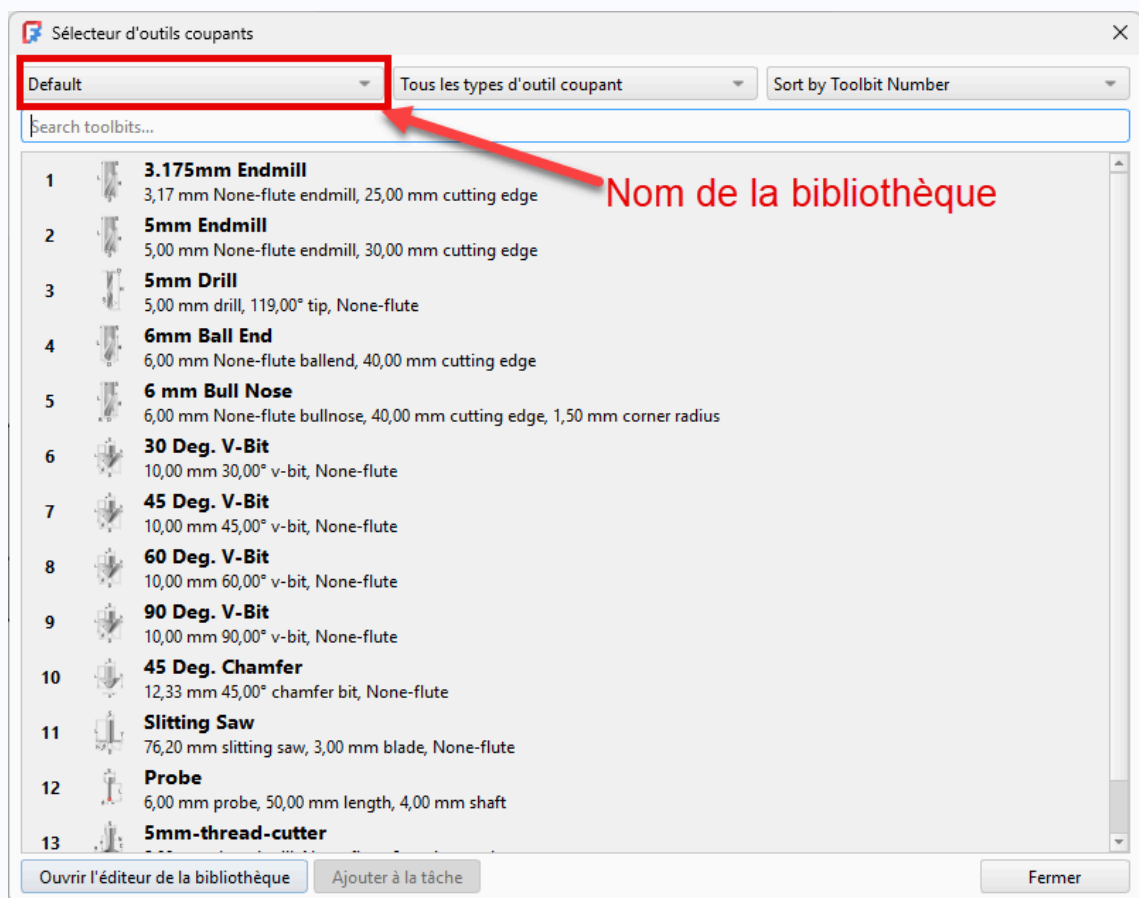 Sélecteur d'outils coupants
Default
Tous les types d'outil coupant
Sort by Toolbit Number
Search toolbits...
Nom de la bibliothèque
1
3.175mm Endmill
3,17 mm None-flute endmill, 25,00 mm cutting edge
2
5mm Endmill
5,00 mm None-flute endmill, 30,00 mm cutting edge
3
5mm Drill
5,00 mm drill, 119,00° tip, None-flute
4
6mm Ball End
6,00 mm None-flute ballend, 40,00 mm cutting edge
5
6 mm Bull Nose
6,00 mm None-flute bullnose, 40,00 mm cutting edge, 1,50 mm corner radius
6
30 Deg. V-Bit
10,00 mm 30,00° v-bit, None-flute
7
45 Deg. V-Bit
10,00 mm 45,00° v-bit, None-flute
8
60 Deg. V-Bit
10,00 mm 60,00° v-bit, None-flute
9
90 Deg. V-Bit
10,00 mm 90,00° v-bit, None-flute
10
45 Deg. Chamfer
12,33 mm 45,00° chamfer bit, None-flute
11
Slitting Saw
76,20 mm slitting saw, 3,00 mm blade, None-flute
12
Probe
6,00 mm probe, 50,00 mm length, 4,00 mm shaft
13
5mm-thread-cutter
Ouvrir l'éditeur de la bibliothèque
Ajouter à la tâche
Fermer